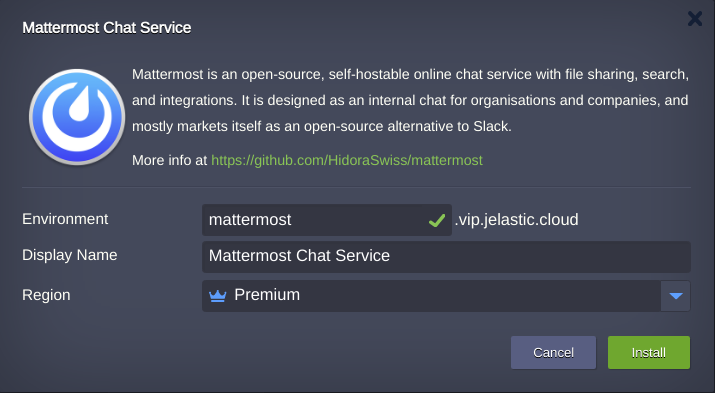 Mattermost Chat Service
Mattermost is an open-source, self-hostable online chat service with file sharing, search,
and integrations. It is designed as an internal chat for organisations and companies, and
mostly markets itself as an open-source alternative to Slack.
More info at https://github.com/HidoraSwiss/mattermost
Environment mattermost .vip.jelastic.cloud
Display Name Mattermost Chat Service
Region Premium
Cancel Install